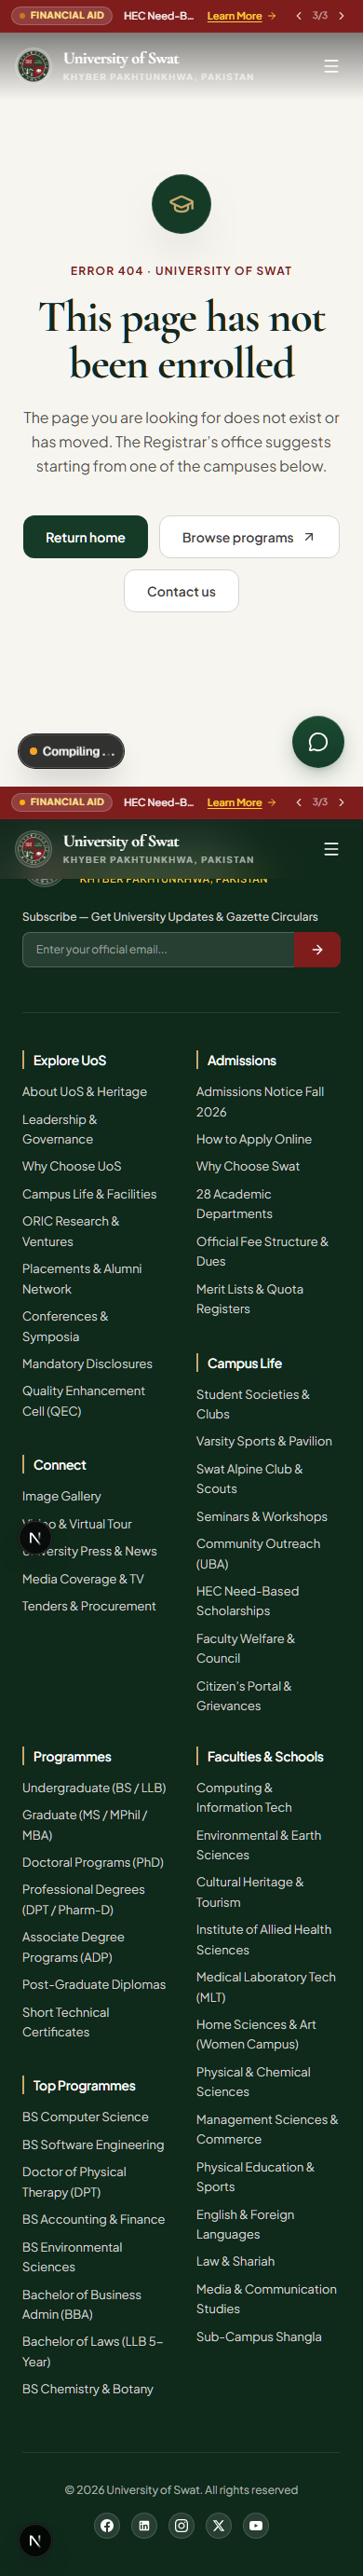 FINANCIAL AID HEC Need-B... Learn More → 3/3
University of Swat
KHYBER PAKHTUNKHWA, PAKISTAN
ERROR 404 · UNIVERSITY OF SWAT
This page has not
been enrolled
The page you are looking for does not exist or
has moved. The Registrar's office suggests
starting from one of the campuses below.
Return home
Browse programs
Contact us
Compiling ...
FINANCIAL AID HEC Need-B... Learn More → 3/3
University of Swat
KHYBER PAKHTUNKHWA, PAKISTAN
KHYBER PAKHTUNKHWA, PAKISTAN
Subscribe — Get University Updates & Gazette Circulars
Enter your official email...
Explore UoS
About UoS & Heritage
Leadership &
Governance
Why Choose UoS
Campus Life & Facilities
ORIC Research &
Ventures
Placements & Alumni
Network
Conferences &
Symposia
Mandatory Disclosures
Quality Enhancement
Cell (QEC)
Connect
Image Gallery
Video & Virtual Tour
University Press & News
Media Coverage & TV
Tenders & Procurement
Admissions
Admissions Notice Fall
2026
How to Apply Online
Why Choose Swat
28 Academic
Departments
Official Fee Structure &
Dues
Merit Lists & Quota
Registers
Campus Life
Student Societies &
Clubs
Varsity Sports & Pavilion
Swat Alpine Club &
Scouts
Seminars & Workshops
Community Outreach
(UBA)
HEC Need-Based
Scholarships
Faculty Welfare &
Council
Citizen's Portal &
Grievances
N
Programmes
Undergraduate (BS / LLB)
Graduate (MS / MPhil /
MBA)
Doctoral Programs (PhD)
Professional Degrees
(DPT / Pharm-D)
Associate Degree
Programs (ADP)
Post-Graduate Diplomas
Short Technical
Certificates
Top Programmes
BS Computer Science
BS Software Engineering
Doctor of Physical
Therapy (DPT)
BS Accounting & Finance
BS Environmental
Sciences
Bachelor of Business
Admin (BBA)
Bachelor of Laws (LLB 5-
Year)
BS Chemistry & Botany
Faculties & Schools
Computing &
Information Tech
Environmental & Earth
Sciences
Cultural Heritage &
Tourism
Institute of Allied Health
Sciences
Medical Laboratory Tech
(MLT)
Home Sciences & Art
(Women Campus)
Physical & Chemical
Sciences
Management Sciences &
Commerce
Physical Education &
Sports
English & Foreign
Languages
Law & Shariah
Media & Communication
Studies
Sub-Campus Shangla
© 2026 University of Swat. All rights reserved
N